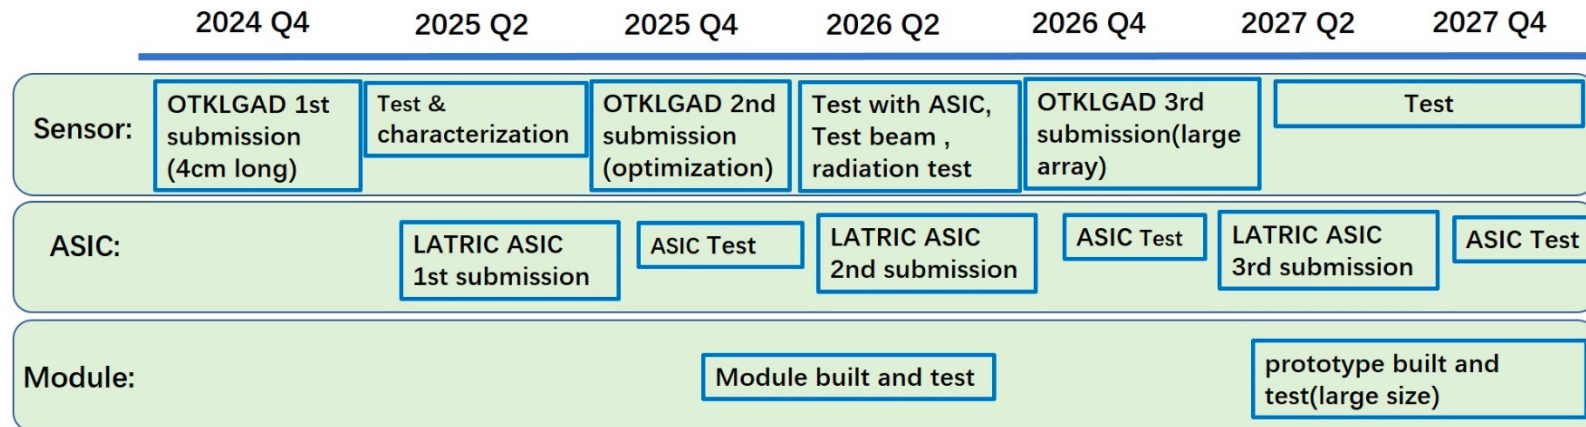 2024 Q4 2025 Q2 2025 Q4 2026 Q2 2026 Q4 2027 Q2 2027 Q4
Sensor:
OTKLGAD 1st
submission
(4cm long)
Test &
characterization
OTKLGAD 2nd
submission
(optimization)
Test with ASIC,
Test beam ,
radiation test
OTKLGAD 3rd
submission(large
array)
Test
ASIC:
LATRIC ASIC
1st submission
ASIC Test
LATRIC ASIC
2nd submission
ASIC Test
LATRIC ASIC
3rd submission
ASIC Test
Module:
Module built and test
prototype built and
test(large size)